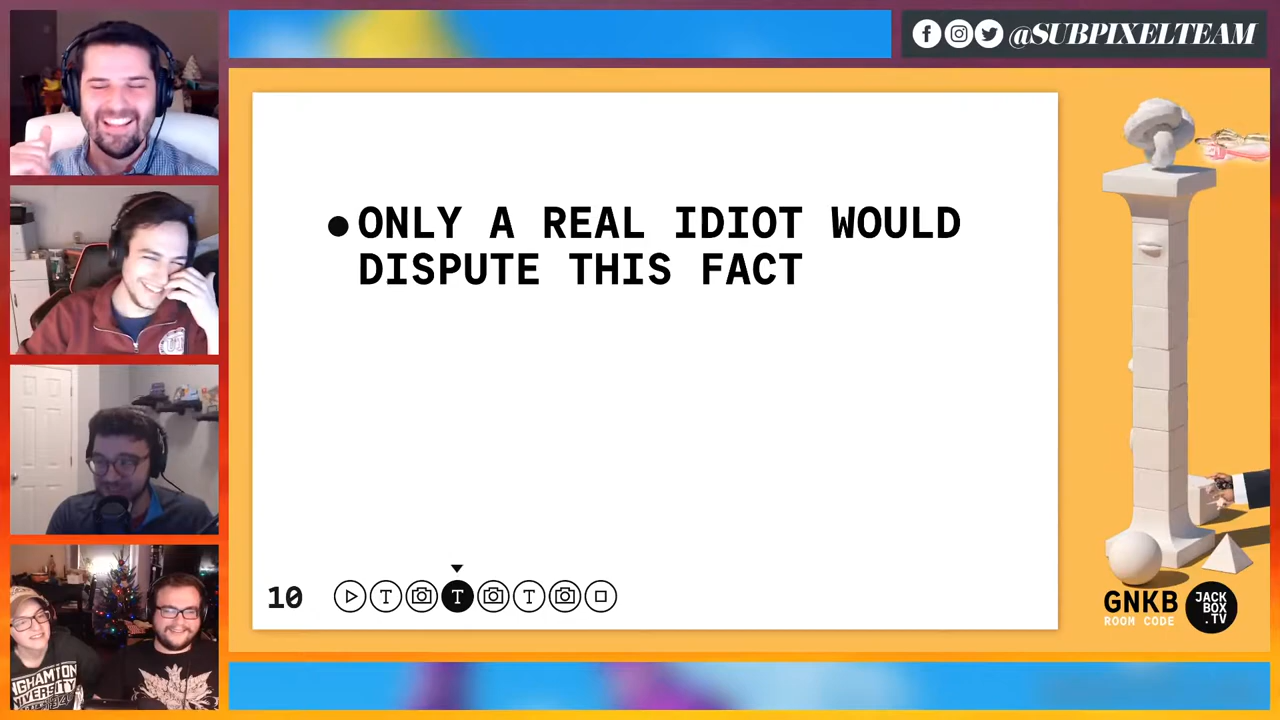 @SUBPIXELTEAM
●ONLY A REAL IDIOT WOULD
DISPUTE THIS FACT
10
T
T
T
GNKB
ROOM CODE
JACK
BOX
.TV